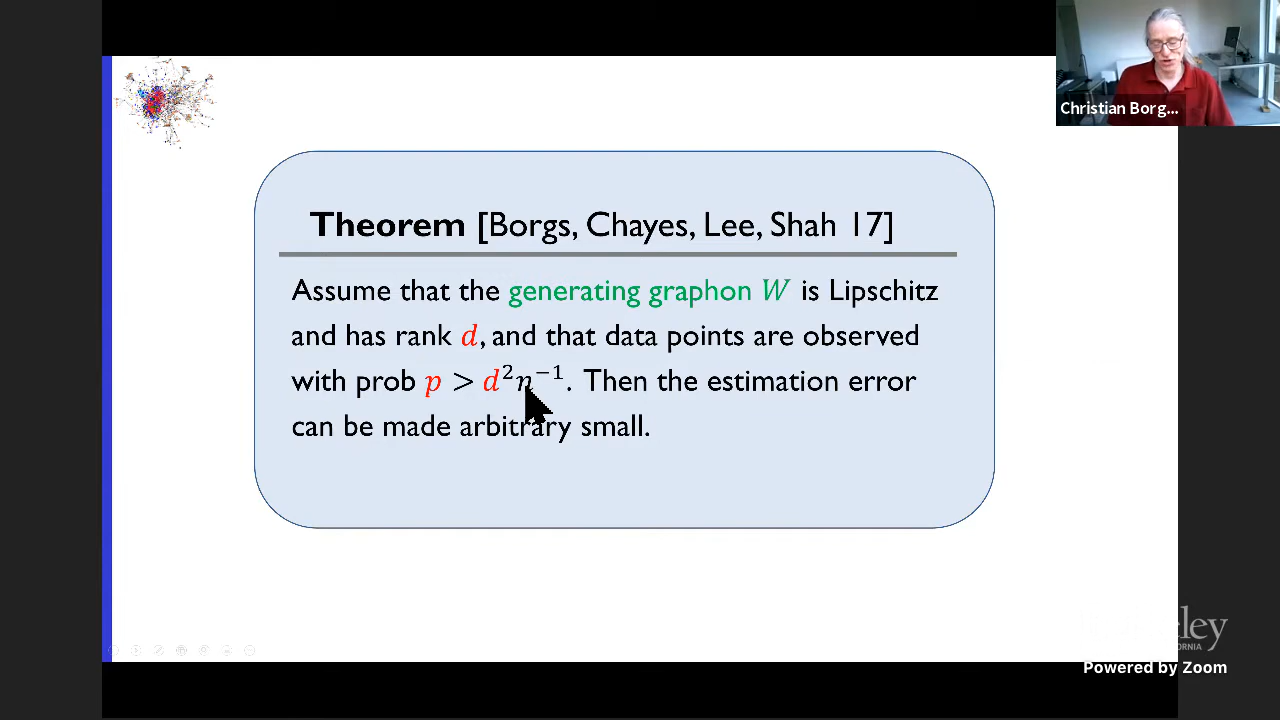 Christian Borg...
Theorem [Borgs, Chayes, Lee, Shah 17]
Assume that the generating graphon W is Lipschitz
and has rank d, and that data points are observed
with prob p > d²n⁻¹. Then the estimation error
can be made arbitrary small.
Powered by Zoom